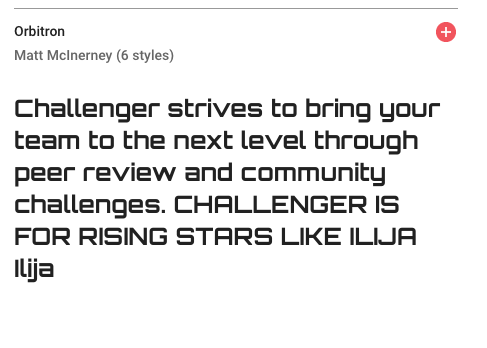 Orbitron
Matt McInerney (6 styles)
Challenger strives to bring your
team to the next level through
peer review and community
challenges. CHALLENGER IS
FOR RISING STARS LIKE ILIJA
Ilija